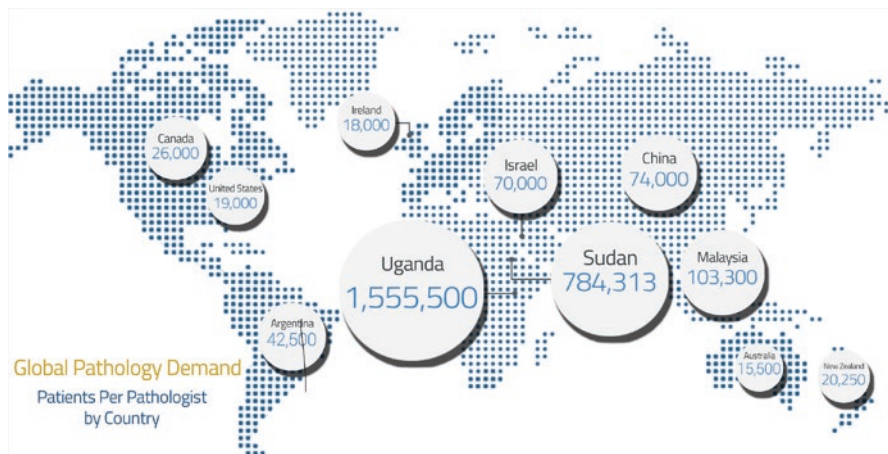 Canada
26,000
United States
19,000
Ireland
18,000
Israel
70,000
China
74,000
Uganda
1,555,500
Sudan
784,313
Malaysia
103,300
Argentina
42,500
Australia
15,500
New Zealand
20,250
Global Pathology Demand
Patients Per Pathologist
by Country